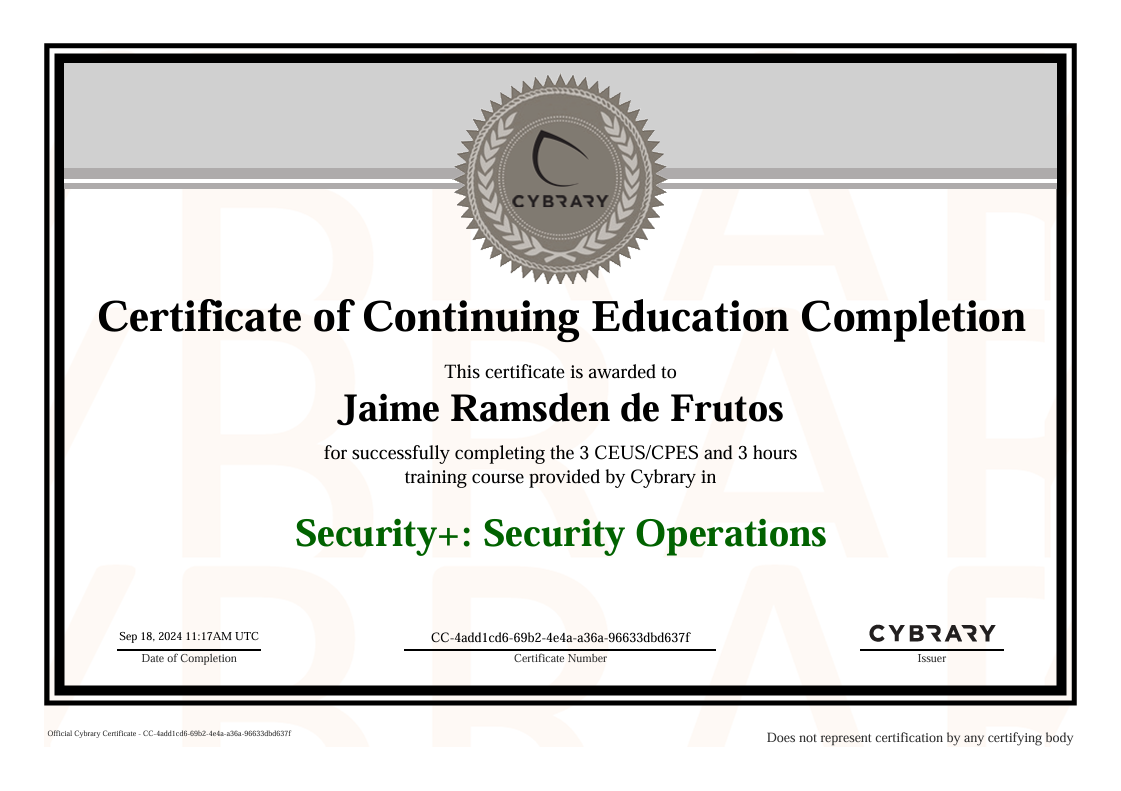 CYBRARY
Certificate of Continuing Education Completion
This certificate is awarded to
Jaime Ramsden de Frutos
for successfully completing the 3 CEUS/CPES and 3 hours
training course provided by Cybrary in
Security+: Security Operations
Sep 18, 2024 11:17AM UTC
Date of Completion
CC-4add1cd6-69b2-4e4a-a36a-96633dbd637f
Certificate Number
CYBRARY
Issuer
Official Cybrary Certificate - CC-4add1cd6-69b2-4e4a-a36a-96633dbd637f
Does not represent certification by any certifying body